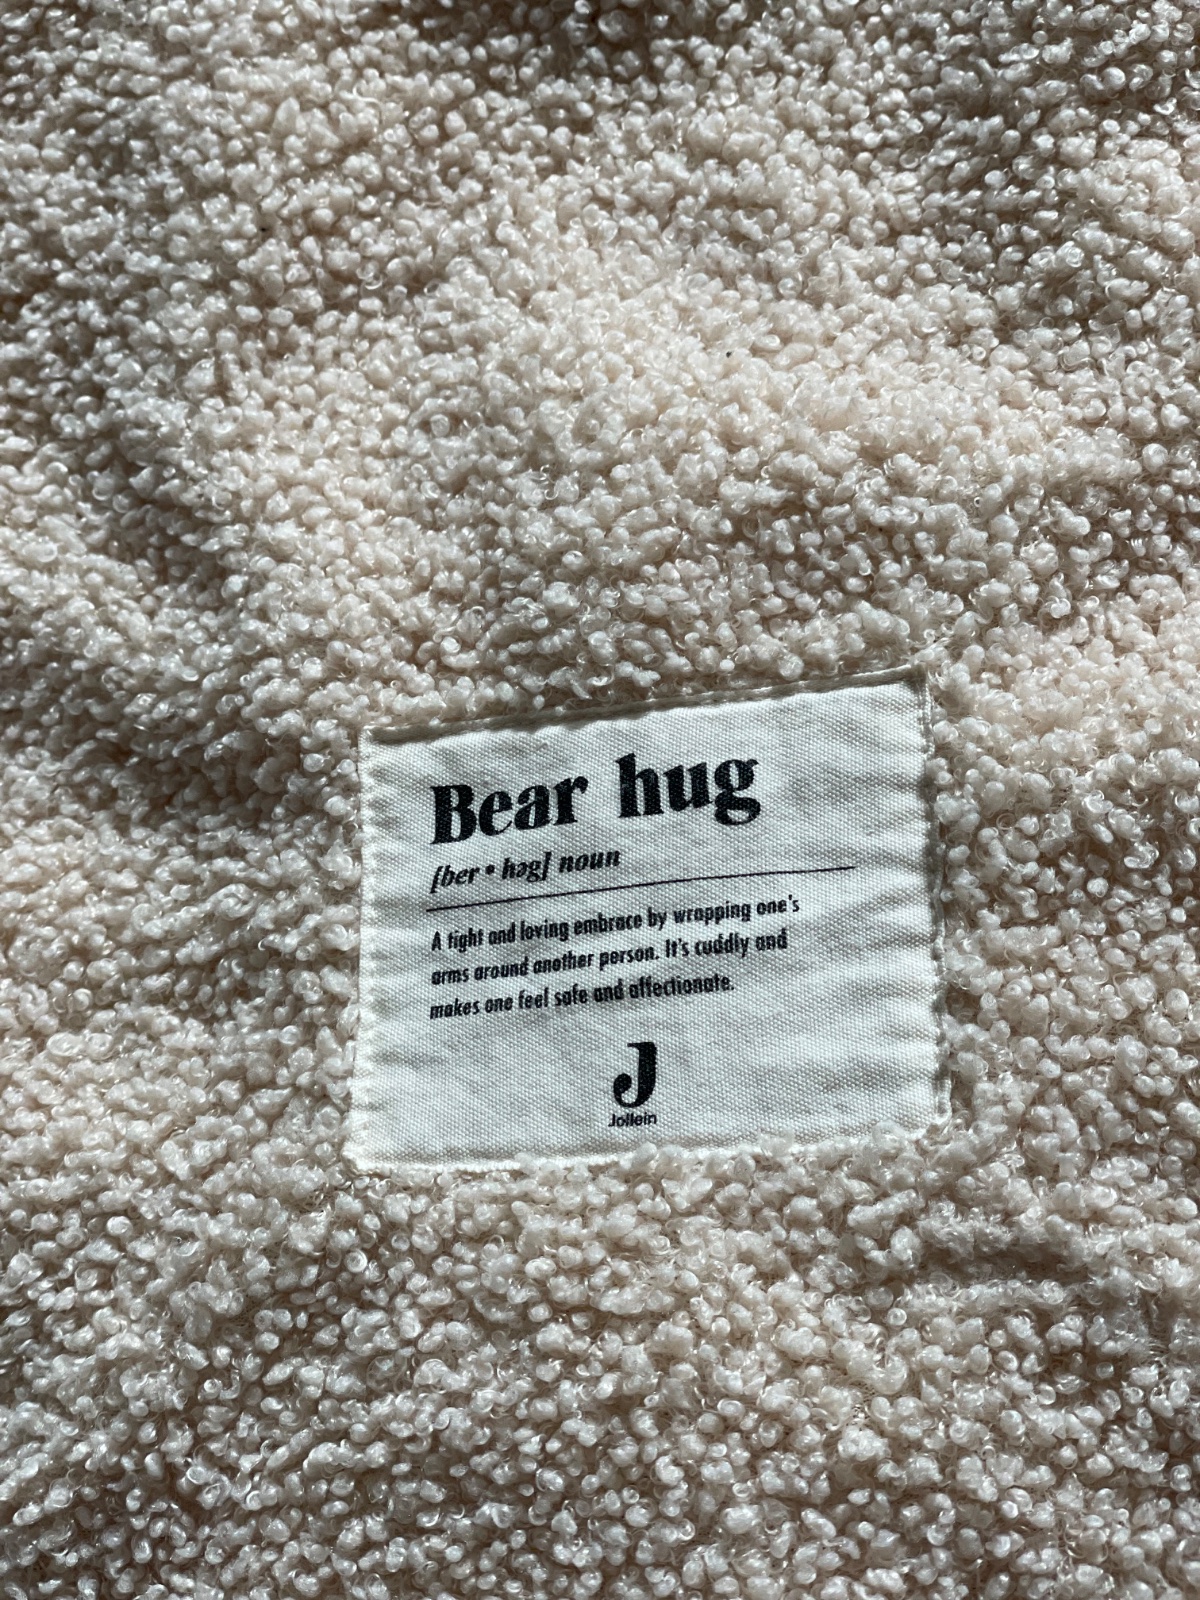 Bear hug
[ber • həg] noun
A tight and loving embrace by wrapping one's
arms around another person. It's cuddly and
makes one feel safe and affectionate.
J
Jollein